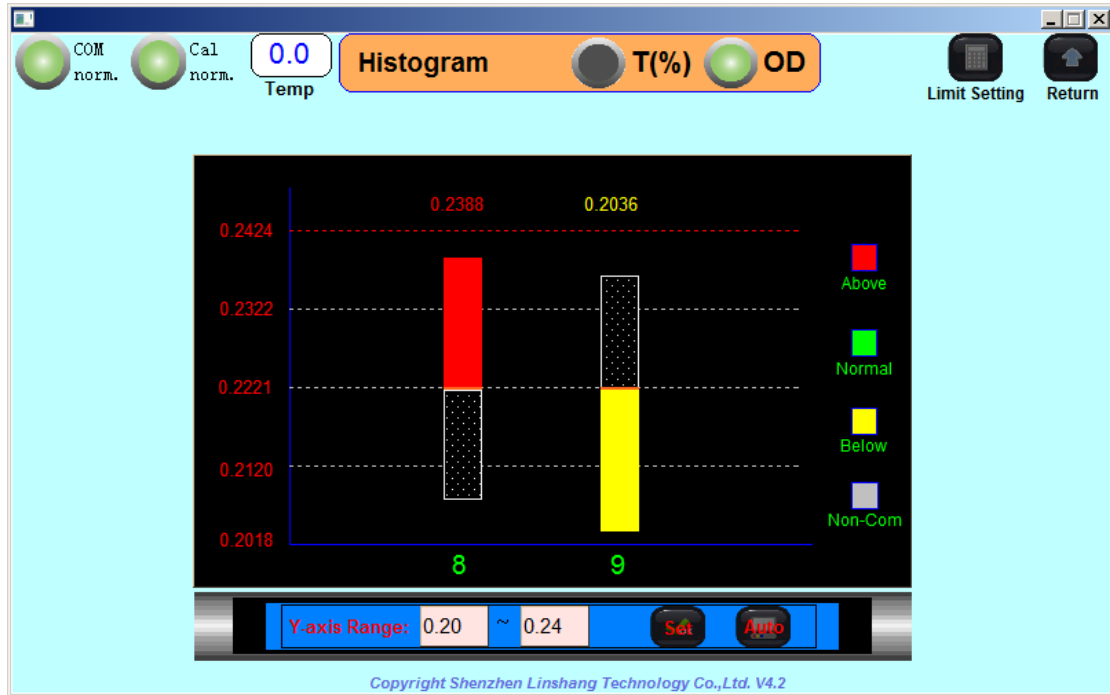 COM
norm.
Cal
norm.
0.0
Temp
Histogram
T(%)
OD
Limit Setting
Return
0.2388
0.2036
0.2424
0.2322
0.2221
0.2120
0.2018
8
9
Above
Normal
Below
Non-Com
Y-axis Range: 0.20 ~ 0.24
Set
Auto
Copyright Shenzhen Linshang Technology Co.,Ltd. V4.2